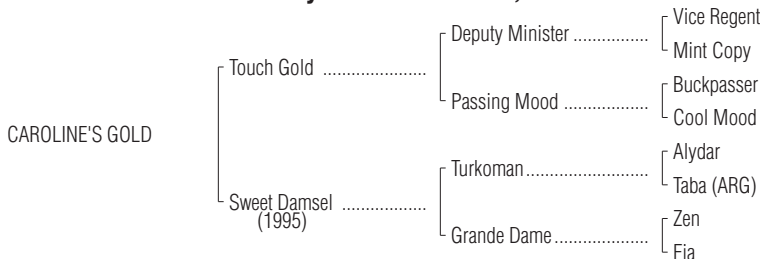 Vice Regent
Deputy Minister ................
Mint Copy
Touch Gold ......................
Buckpasser
Passing Mood ..................
Cool Mood
CAROLINE'S GOLD
Alydar
Turkoman..........................
Taba (ARG)
Sweet Damsel ..................
(1995)
Zen
Grande Dame....................
Fia